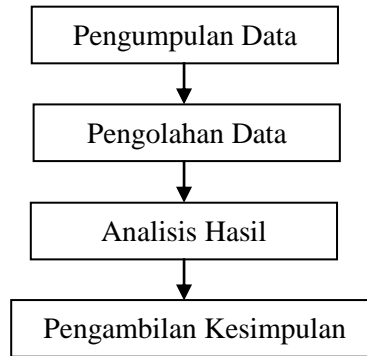 Pengumpulan Data
Pengolahan Data
Analisis Hasil
Pengambilan Kesimpulan